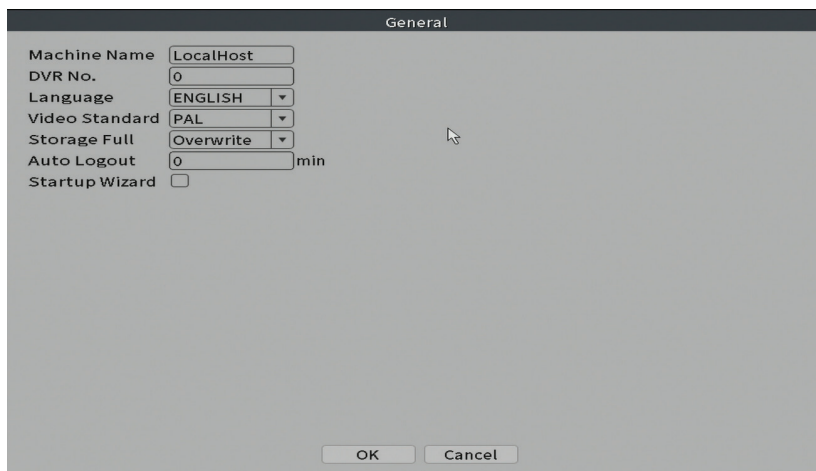 General
Machine Name LocalHost
DVR No. 0
Language ENGLISH
Video Standard PAL
Storage Full Overwrite
Auto Logout 0 min
Startup Wizard
OK Cancel